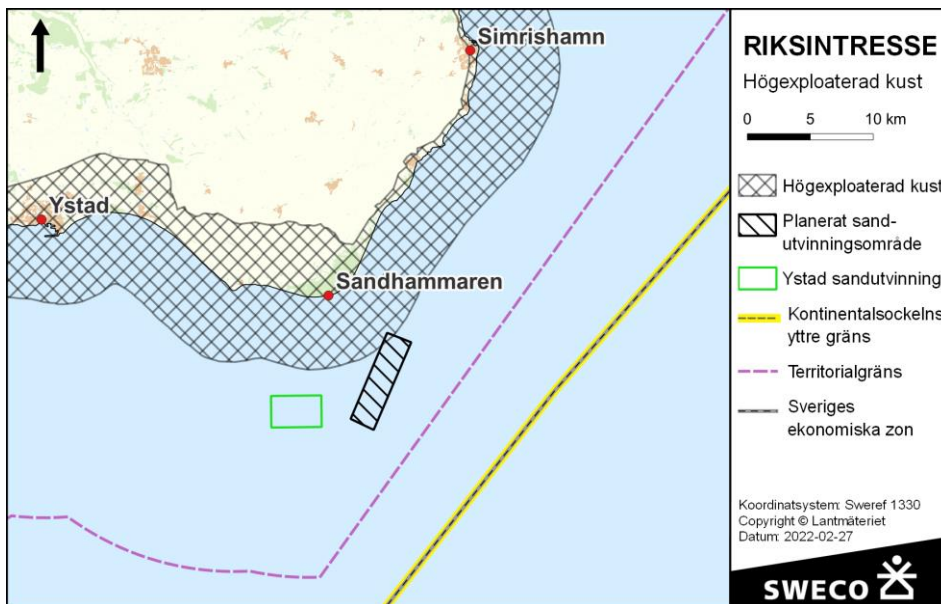 Simrishamn
Ystad
Sandhammaren
RIKSINTRESSE
Högexploaterad kust
0 5 10 km
Högexploaterad kust
Planerat sand-
utvinningsområde
Ystad sandutvinning
Kontinentalsockelns
yttre gräns
Territorialgräns
Sveriges
ekonomiska zon
Koordinatsystem: Sweref 1330
Copyright © Lantmäteriet
Datum: 2022-02-27
SWECO